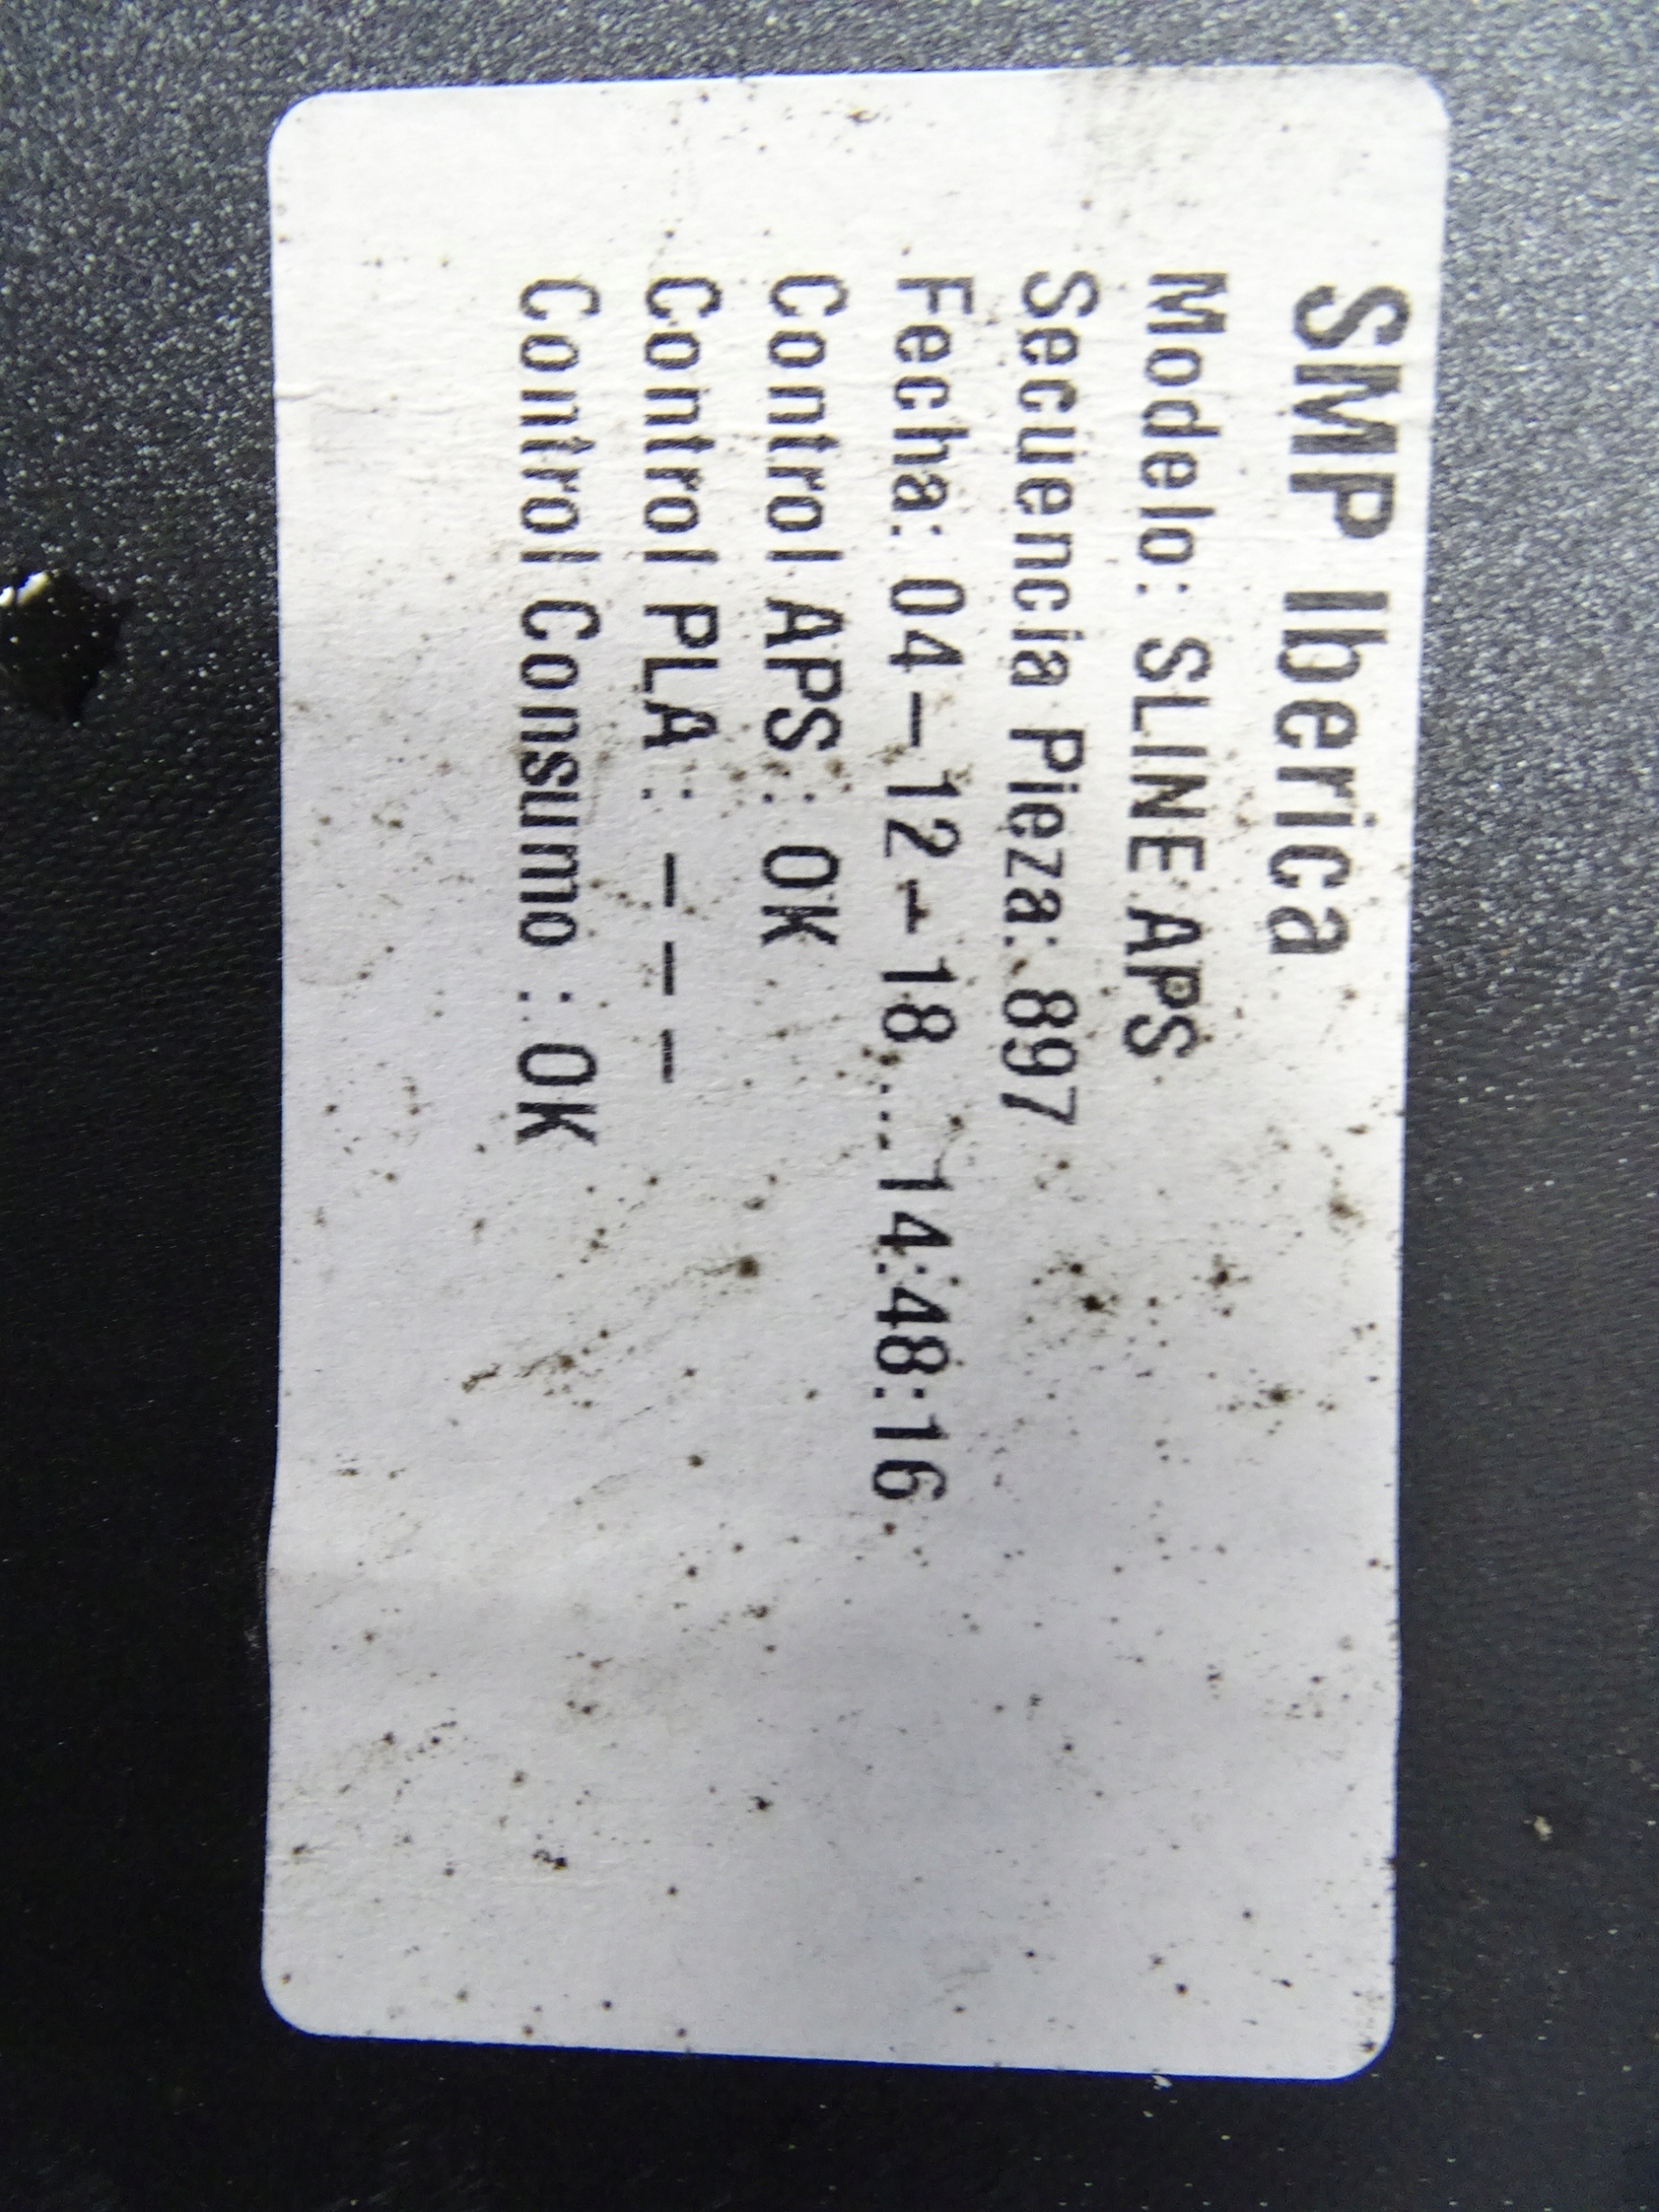 SMP Iberica
Modelo: SLINE APS
Secuencia Pieza: 897
Fecha: 04-12-18...14:48:16
Control APS: OK
Control PLA: - - -
Control Consumo : OK